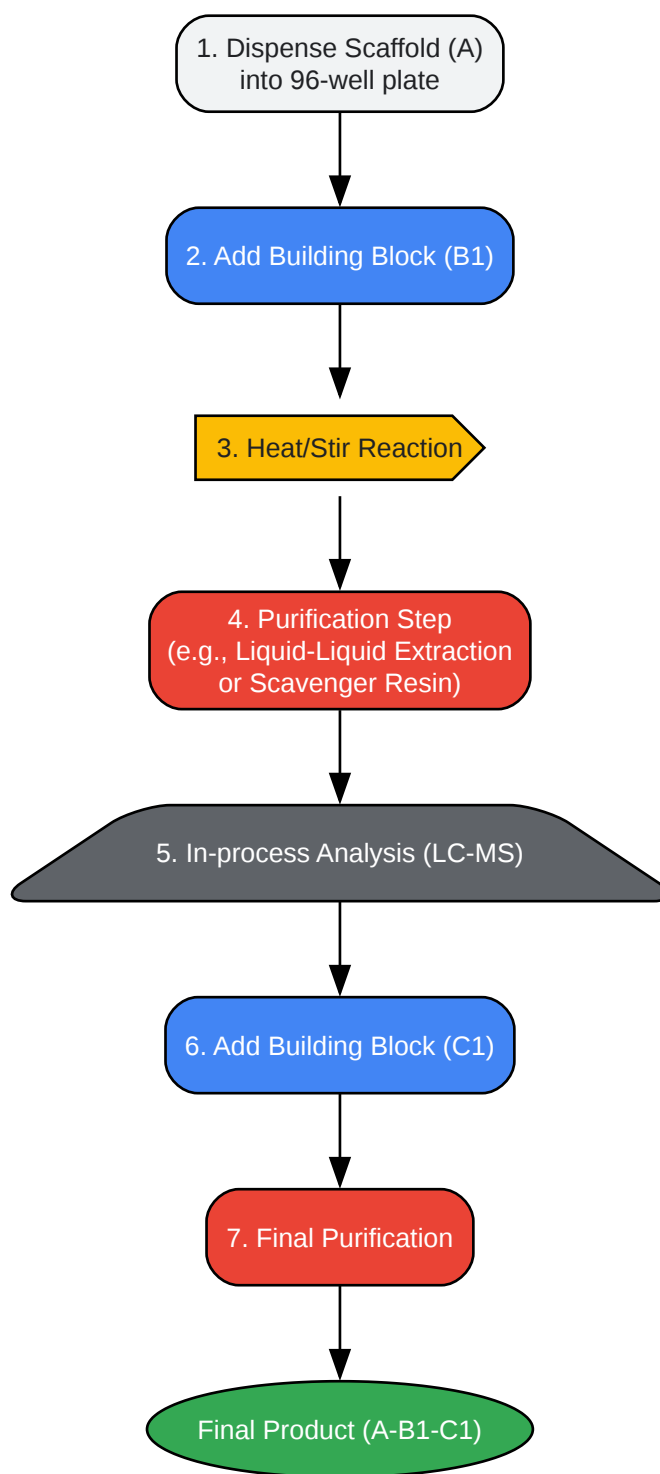 1. Dispense Scaffold (A)
into 96-well plate
2. Add Building Block (B1)
3. Heat/Stir Reaction
4. Purification Step
(e.g., Liquid-Liquid Extraction
or Scavenger Resin)
5. In-process Analysis (LC-MS)
6. Add Building Block (C1)
7. Final Purification
Final Product (A-B1-C1)